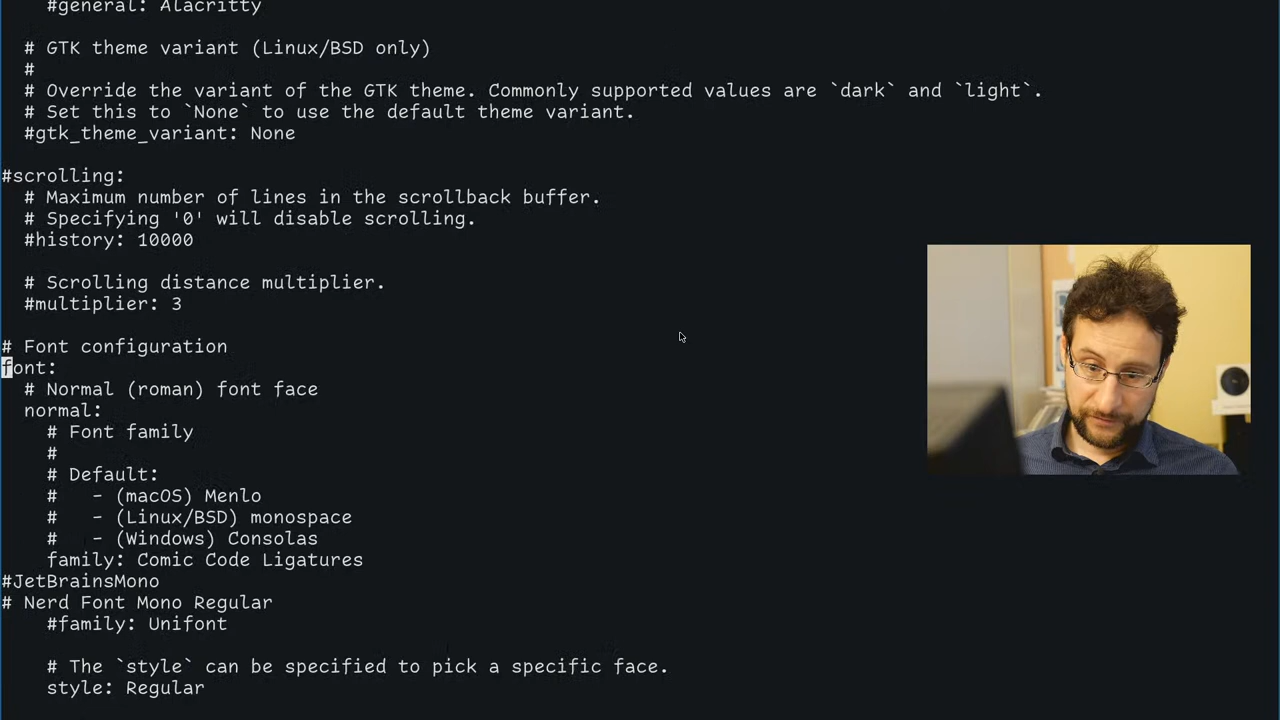 #general: Alacritty
# GTK theme variant (Linux/BSD only)
#
# Override the variant of the GTK theme. Commonly supported values are `dark` and `light`.
# Set this to `None` to use the default theme variant.
#gtk_theme_variant: None
#scrolling:
# Maximum number of lines in the scrollback buffer.
# Specifying '0' will disable scrolling.
#history: 10000
# Scrolling distance multiplier.
#multiplier: 3
# Font configuration
font:
# Normal (roman) font face
normal:
# Font family
#
# Default:
#   - (macOS) Menlo
#   - (Linux/BSD) monospace
#   - (Windows) Consolas
family: Comic Code Ligatures
#JetBrainsMono
# Nerd Font Mono Regular
#family: Unifont
# The `style` can be specified to pick a specific face.
style: Regular